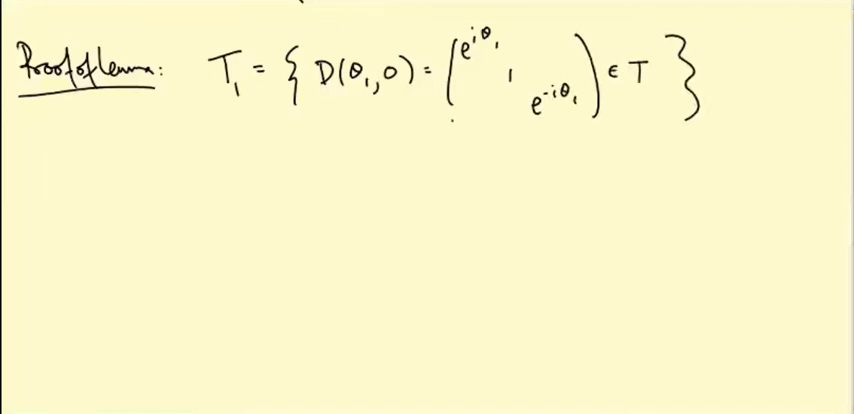 Proof of Lemma: T₁ = { D(θ₁, 0) = ( e^{iθ₁} 1 e^{-iθ₁} ) ∈ T }